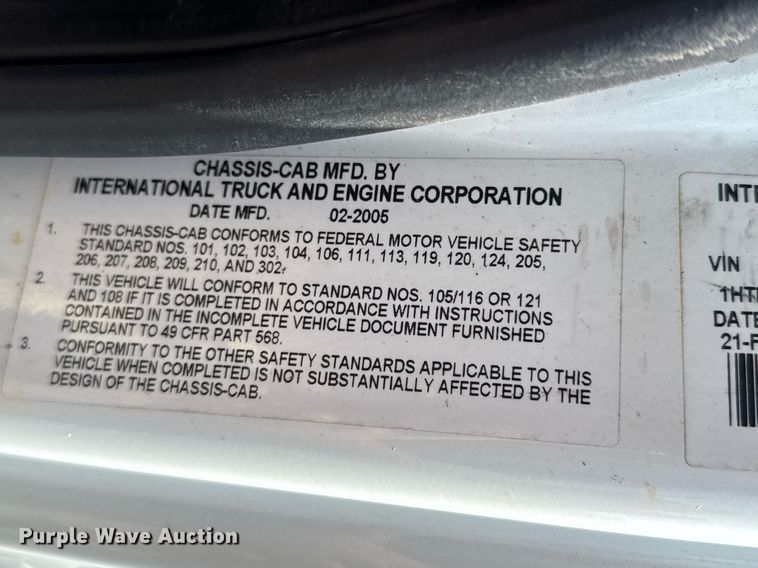 CHASSIS-CAB MFD. BY
INTERNATIONAL TRUCK AND ENGINE CORPORATION
DATE MFD. 02-2005
1. THIS CHASSIS-CAB CONFORMS TO FEDERAL MOTOR VEHICLE SAFETY
STANDARD NOS. 101, 102, 103, 104, 106, 111, 113, 119, 120, 124, 205,
206, 207, 208, 209, 210, AND 302.
2. THIS VEHICLE WILL CONFORM TO STANDARD NOS. 105/116 OR 121
AND 108 IF IT IS COMPLETED IN ACCORDANCE WITH INSTRUCTIONS
CONTAINED IN THE INCOMPLETE VEHICLE DOCUMENT FURNISHED
PURSUANT TO 49 CFR PART 568.
3. CONFORMITY TO THE OTHER SAFETY STANDARDS APPLICABLE TO THIS
VEHICLE WHEN COMPLETED IS NOT SUBSTANTIALLY AFFECTED BY THE
DESIGN OF THE CHASSIS-CAB.
INTE
VIN
1HT
DATE
21-F
Purple Wave Auction